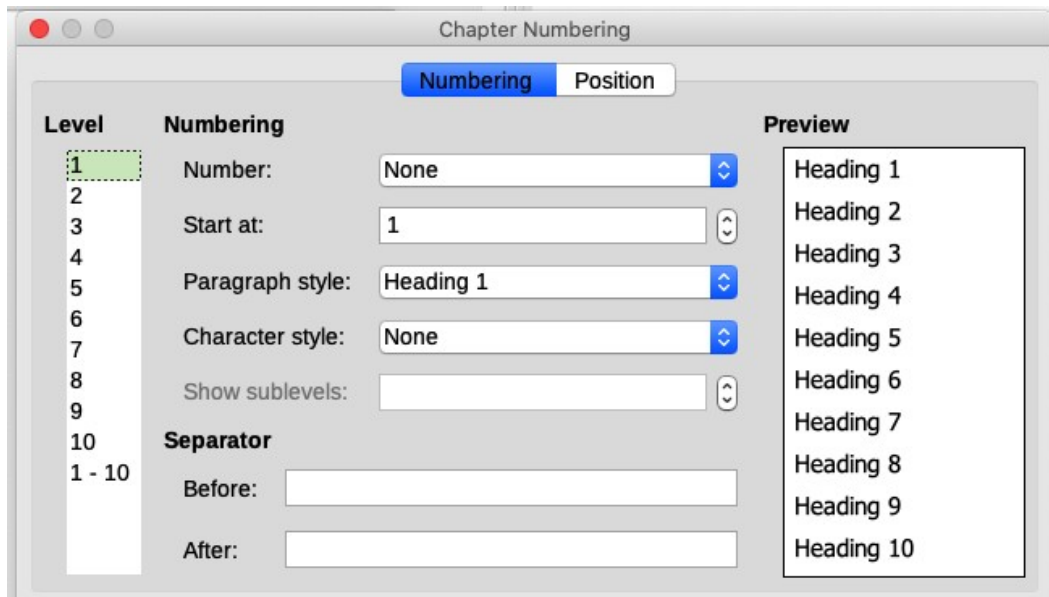 Chapter Numbering
Numbering Position
Level
1
2
3
4
5
6
7
8
9
10
1 - 10
Numbering
Number: None
Start at: 1
Paragraph style: Heading 1
Character style: None
Show sublevels:
Separator
Before:
After:
Preview
Heading 1
Heading 2
Heading 3
Heading 4
Heading 5
Heading 6
Heading 7
Heading 8
Heading 9
Heading 10